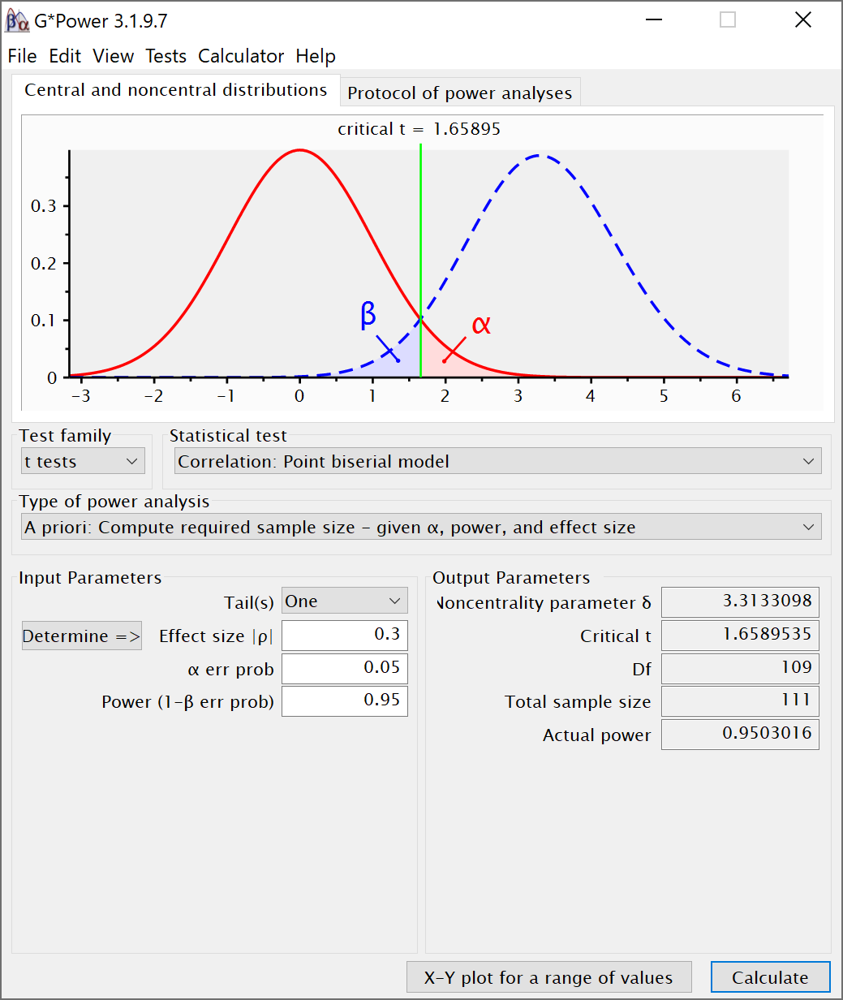 G*Power 3.1.9.7
File Edit View Tests Calculator Help
Central and noncentral distributions
Protocol of power analyses
critical t = 1.65895
0.3
0.2
0.1
0
β
α
-3 -2 -1 0 1 2 3 4 5 6
Test family
Statistical test
t tests
Correlation: Point biserial model
Type of power analysis
A priori: Compute required sample size - given α, power, and effect size
Input Parameters
Tail(s) One
Determine => Effect size |ρ| 0.3
α err prob 0.05
Power (1-β err prob) 0.95
Output Parameters
Noncentrality parameter δ 3.3133098
Critical t 1.6589535
Df 109
Total sample size 111
Actual power 0.9503016
X-Y plot for a range of values
Calculate